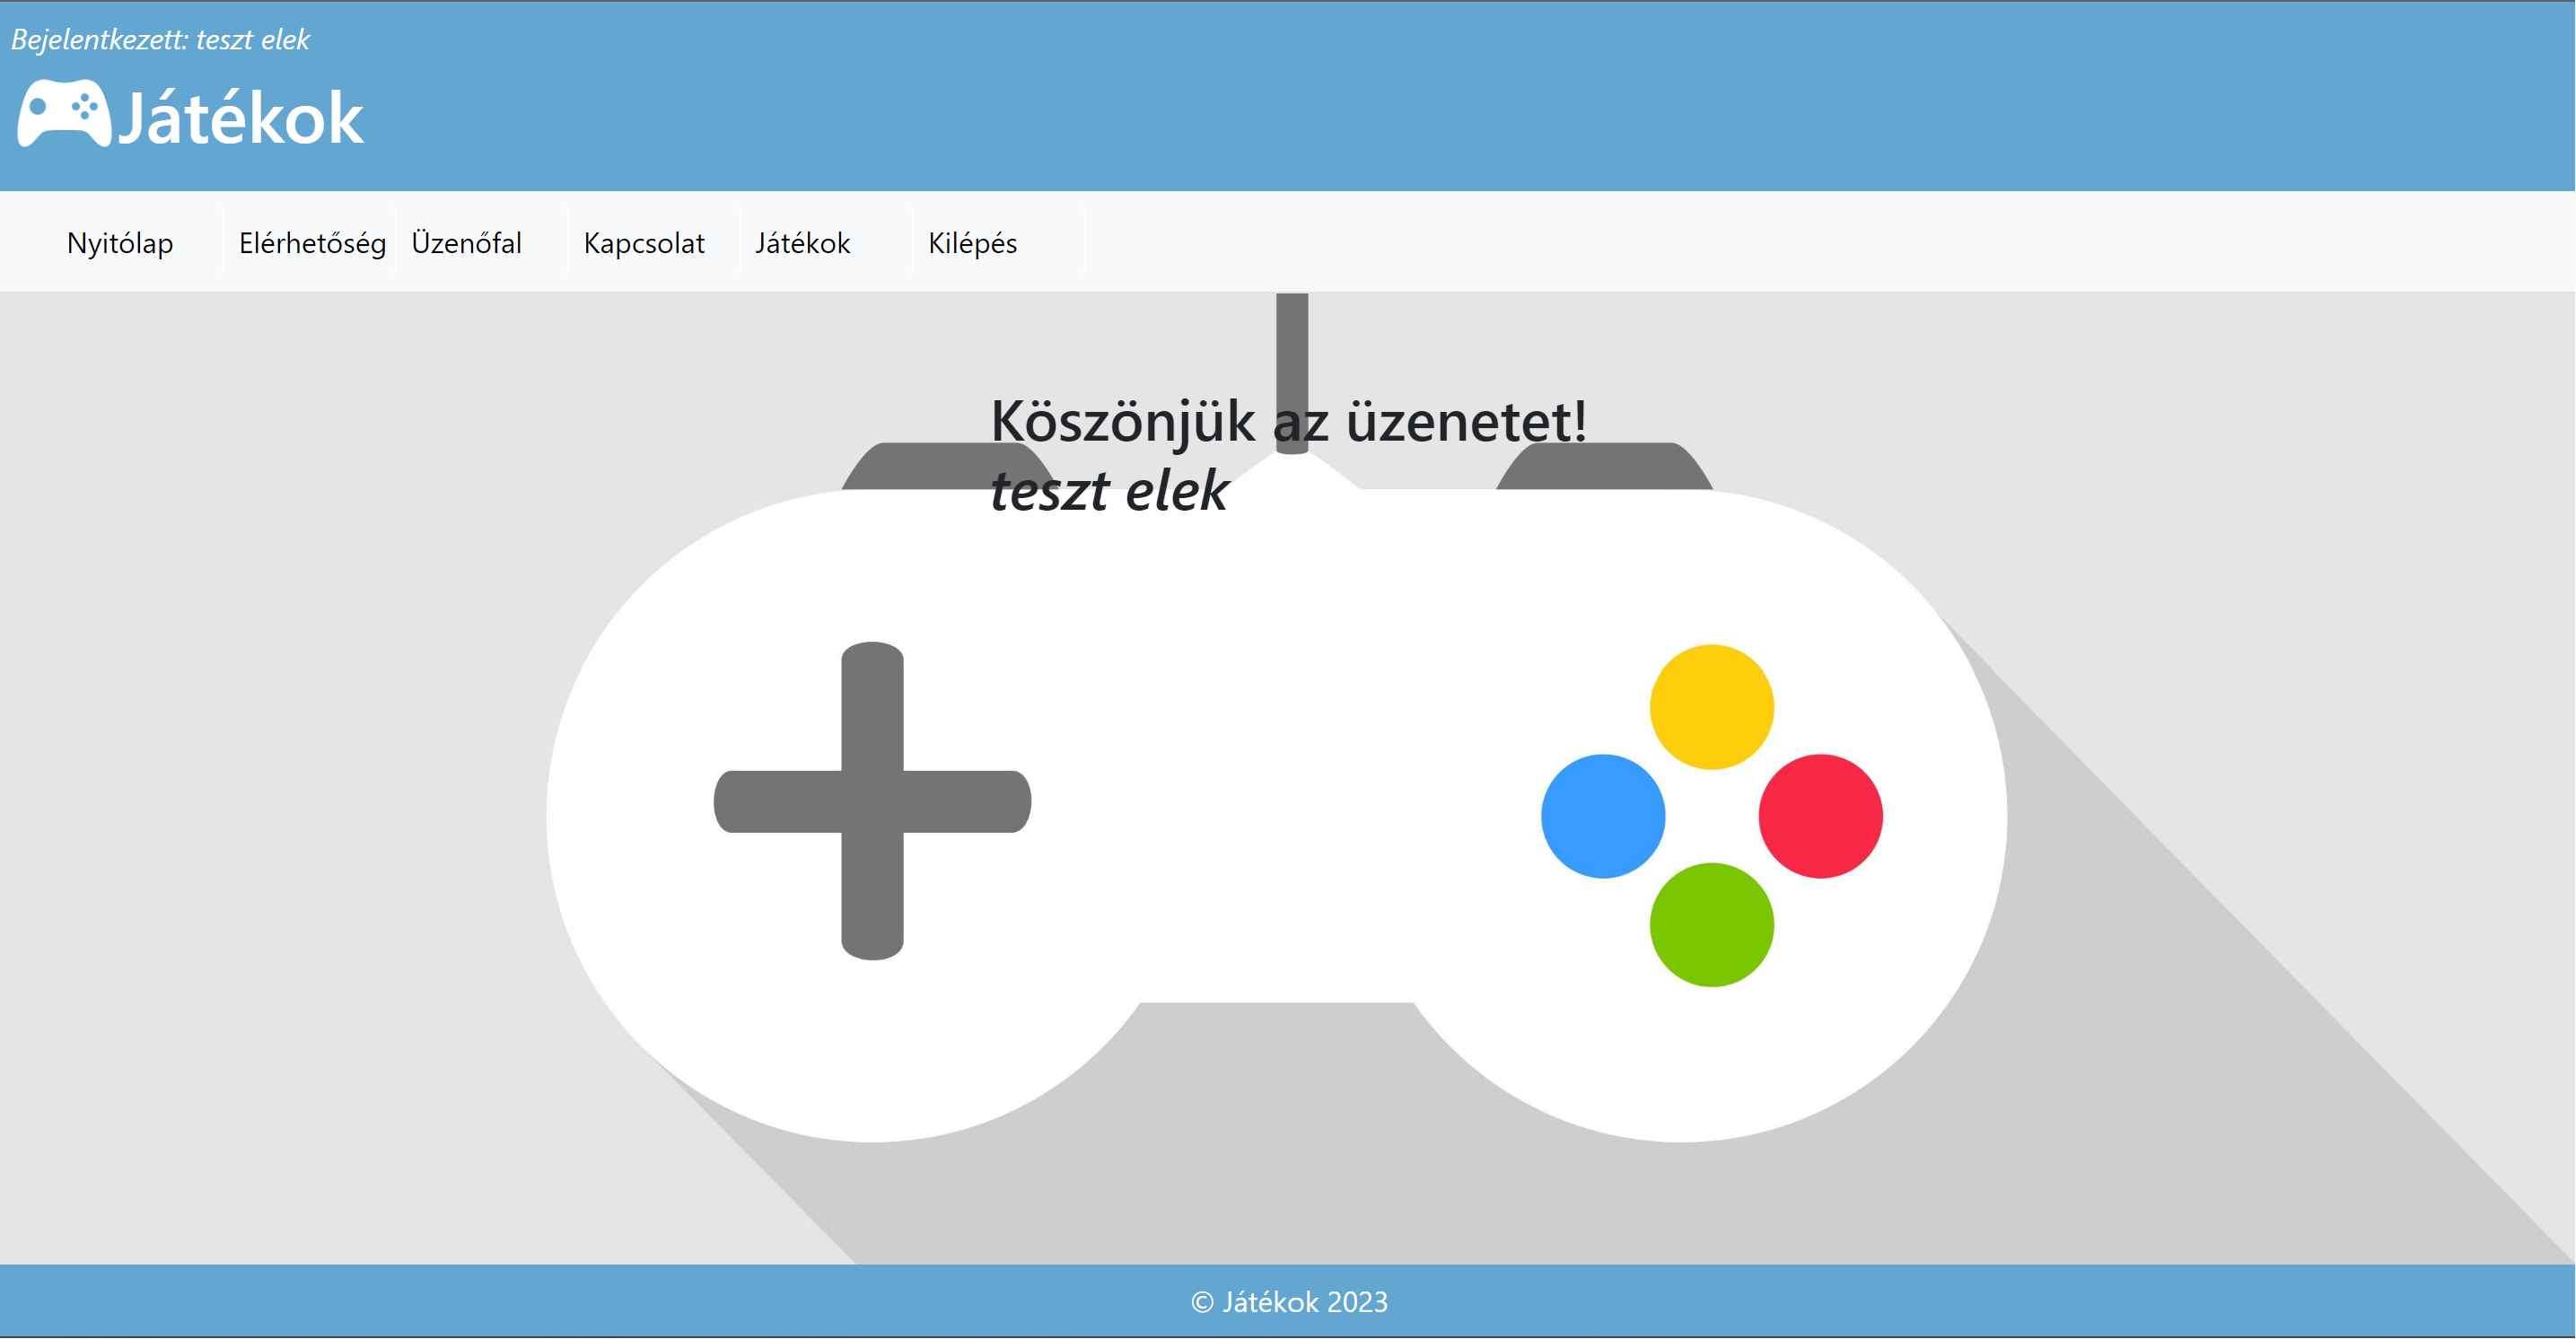 Bejelentkezett: teszt elek
Játékok
Nyitólap Elérhetőség Üzenőfal Kapcsolat Játékok Kilépés
Köszönjük az üzenetet!
teszt elek
© Játékok 2023